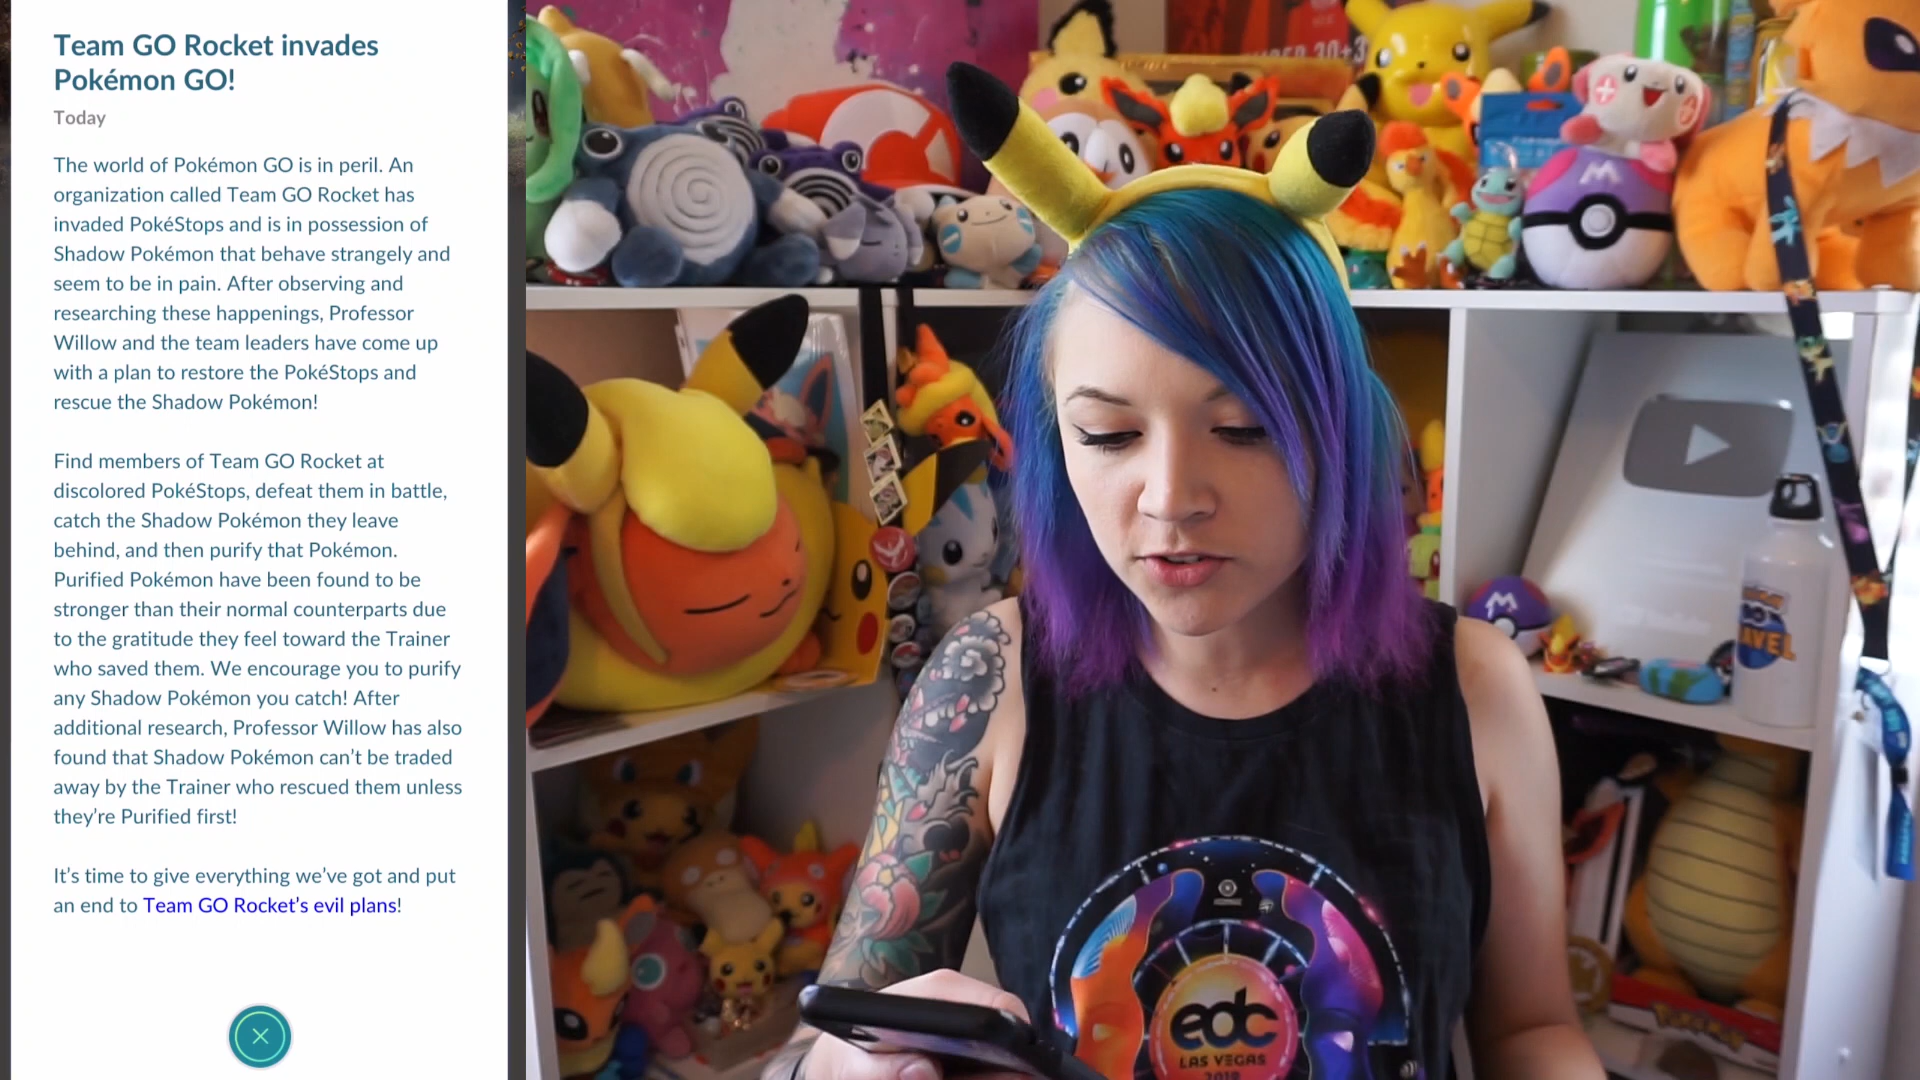 Team GO Rocket invades
Pokémon GO!
Today
The world of Pokémon GO is in peril. An
organization called Team GO Rocket has
invaded PokéStops and is in possession of
Shadow Pokémon that behave strangely and
seem to be in pain. After observing and
researching these happenings, Professor
Willow and the team leaders have come up
with a plan to restore the PokéStops and
rescue the Shadow Pokémon!
Find members of Team GO Rocket at
discolored PokéStops, defeat them in battle,
catch the Shadow Pokémon they leave
behind, and then purify that Pokémon.
Purified Pokémon have been found to be
stronger than their normal counterparts due
to the gratitude they feel toward the Trainer
who saved them. We encourage you to purify
any Shadow Pokémon you catch! After
additional research, Professor Willow has also
found that Shadow Pokémon can't be traded
away by the Trainer who rescued them unless
they're Purified first!
It's time to give everything we've got and put
an end to Team GO Rocket's evil plans!
M
M
edc
LAS VEGAS
2019